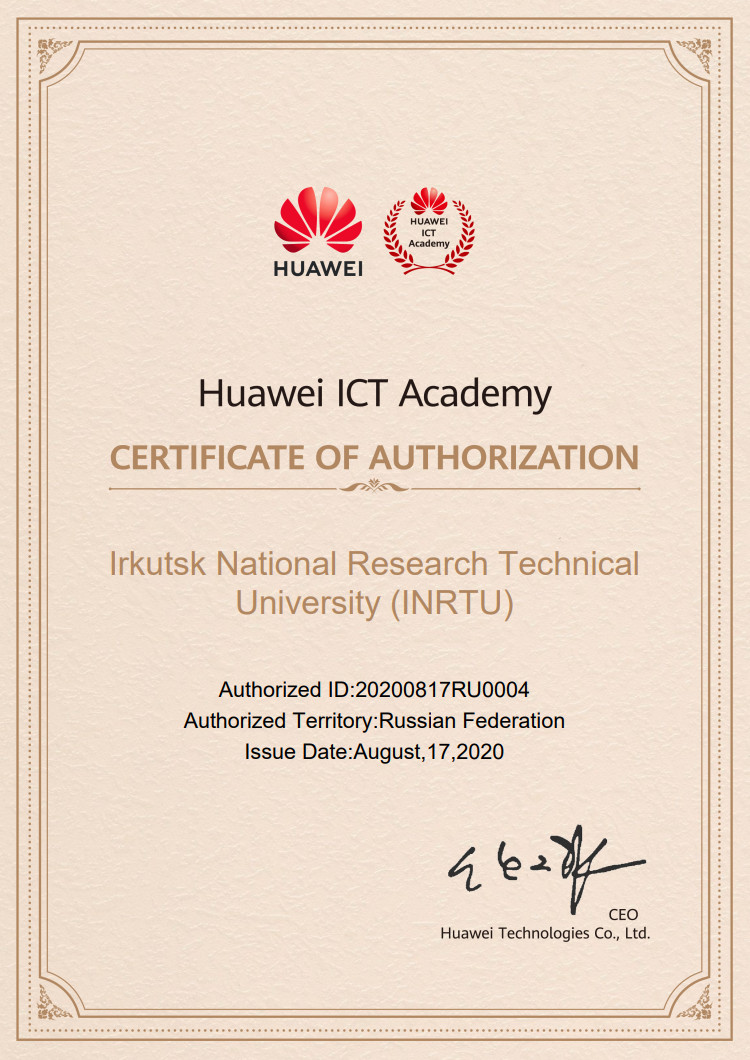 HUAWEI
HUAWEI
ICT
Academy
Huawei ICT Academy
CERTIFICATE OF AUTHORIZATION
Irkutsk National Research Technical
University (INRTU)
Authorized ID:20200817RU0004
Authorized Territory:Russian Federation
Issue Date:August,17,2020
CEO
Huawei Technologies Co., Ltd.